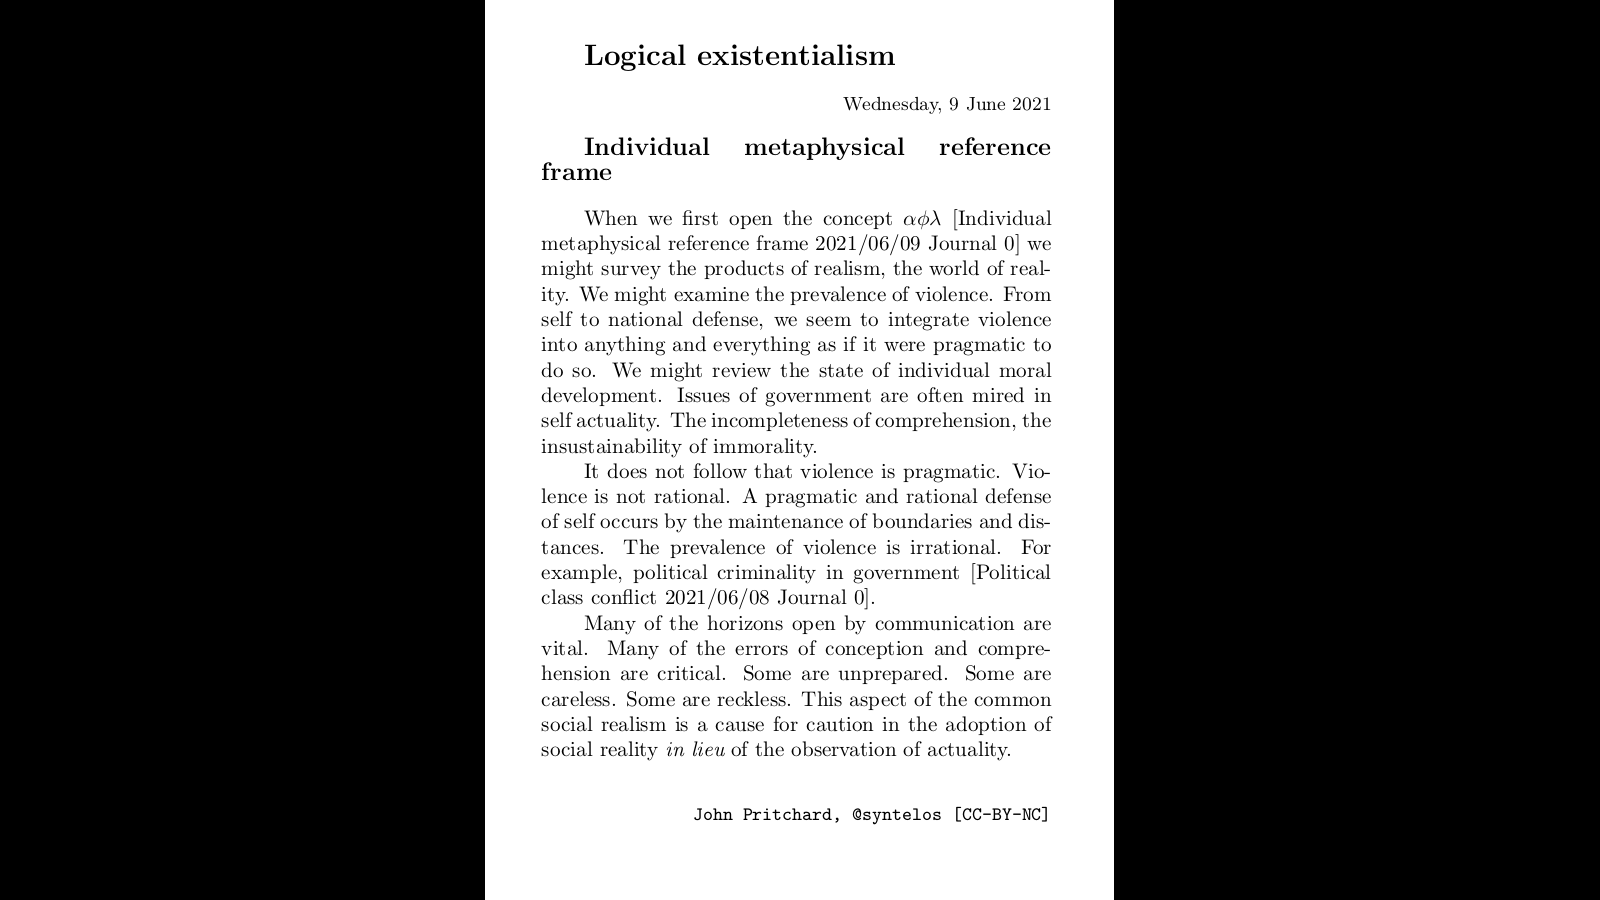 Logical existentialism
Wednesday, 9 June 2021
Individual metaphysical reference
frame
When we first open the concept αϕλ [Individual
metaphysical reference frame 2021/06/09 Journal 0] we
might survey the products of realism, the world of real-
ity. We might examine the prevalence of violence. From
self to national defense, we seem to integrate violence
into anything and everything as if it were pragmatic to
do so. We might review the state of individual moral
development. Issues of government are often mired in
self actuality. The incompleteness of comprehension, the
insustainability of immorality.
It does not follow that violence is pragmatic. Vio-
lence is not rational. A pragmatic and rational defense
of self occurs by the maintenance of boundaries and dis-
tances. The prevalence of violence is irrational. For
example, political criminality in government [Political
class conflict 2021/06/08 Journal 0].
Many of the horizons open by communication are
vital. Many of the errors of conception and compre-
hension are critical. Some are unprepared. Some are
careless. Some are reckless. This aspect of the common
social realism is a cause for caution in the adoption of
social reality in lieu of the observation of actuality.
John Pritchard, @syntelos [CC-BY-NC]